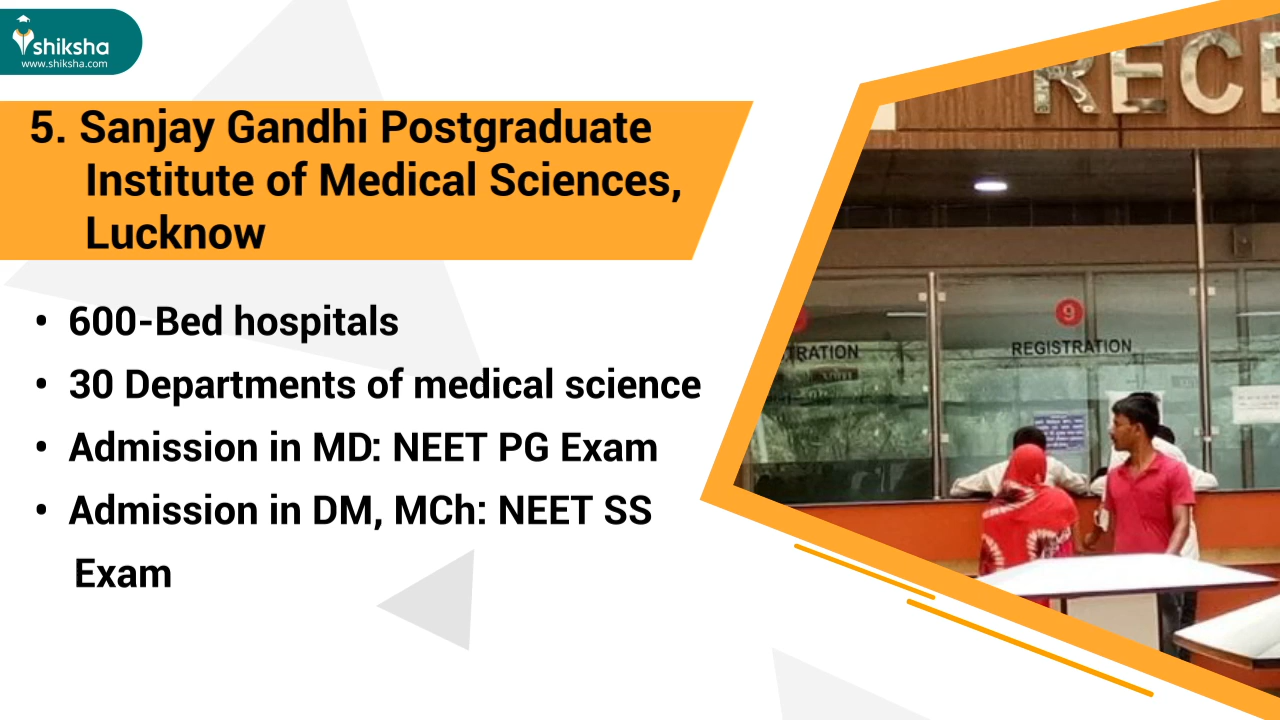 shiksha
www.shiksha.com
5. Sanjay Gandhi Postgraduate
Institute of Medical Sciences,
Lucknow
• 600-Bed hospitals
• 30 Departments of medical science
• Admission in MD: NEET PG Exam
• Admission in DM, MCh: NEET SS
Exam
RECE
9
TRATION
REGISTRATION